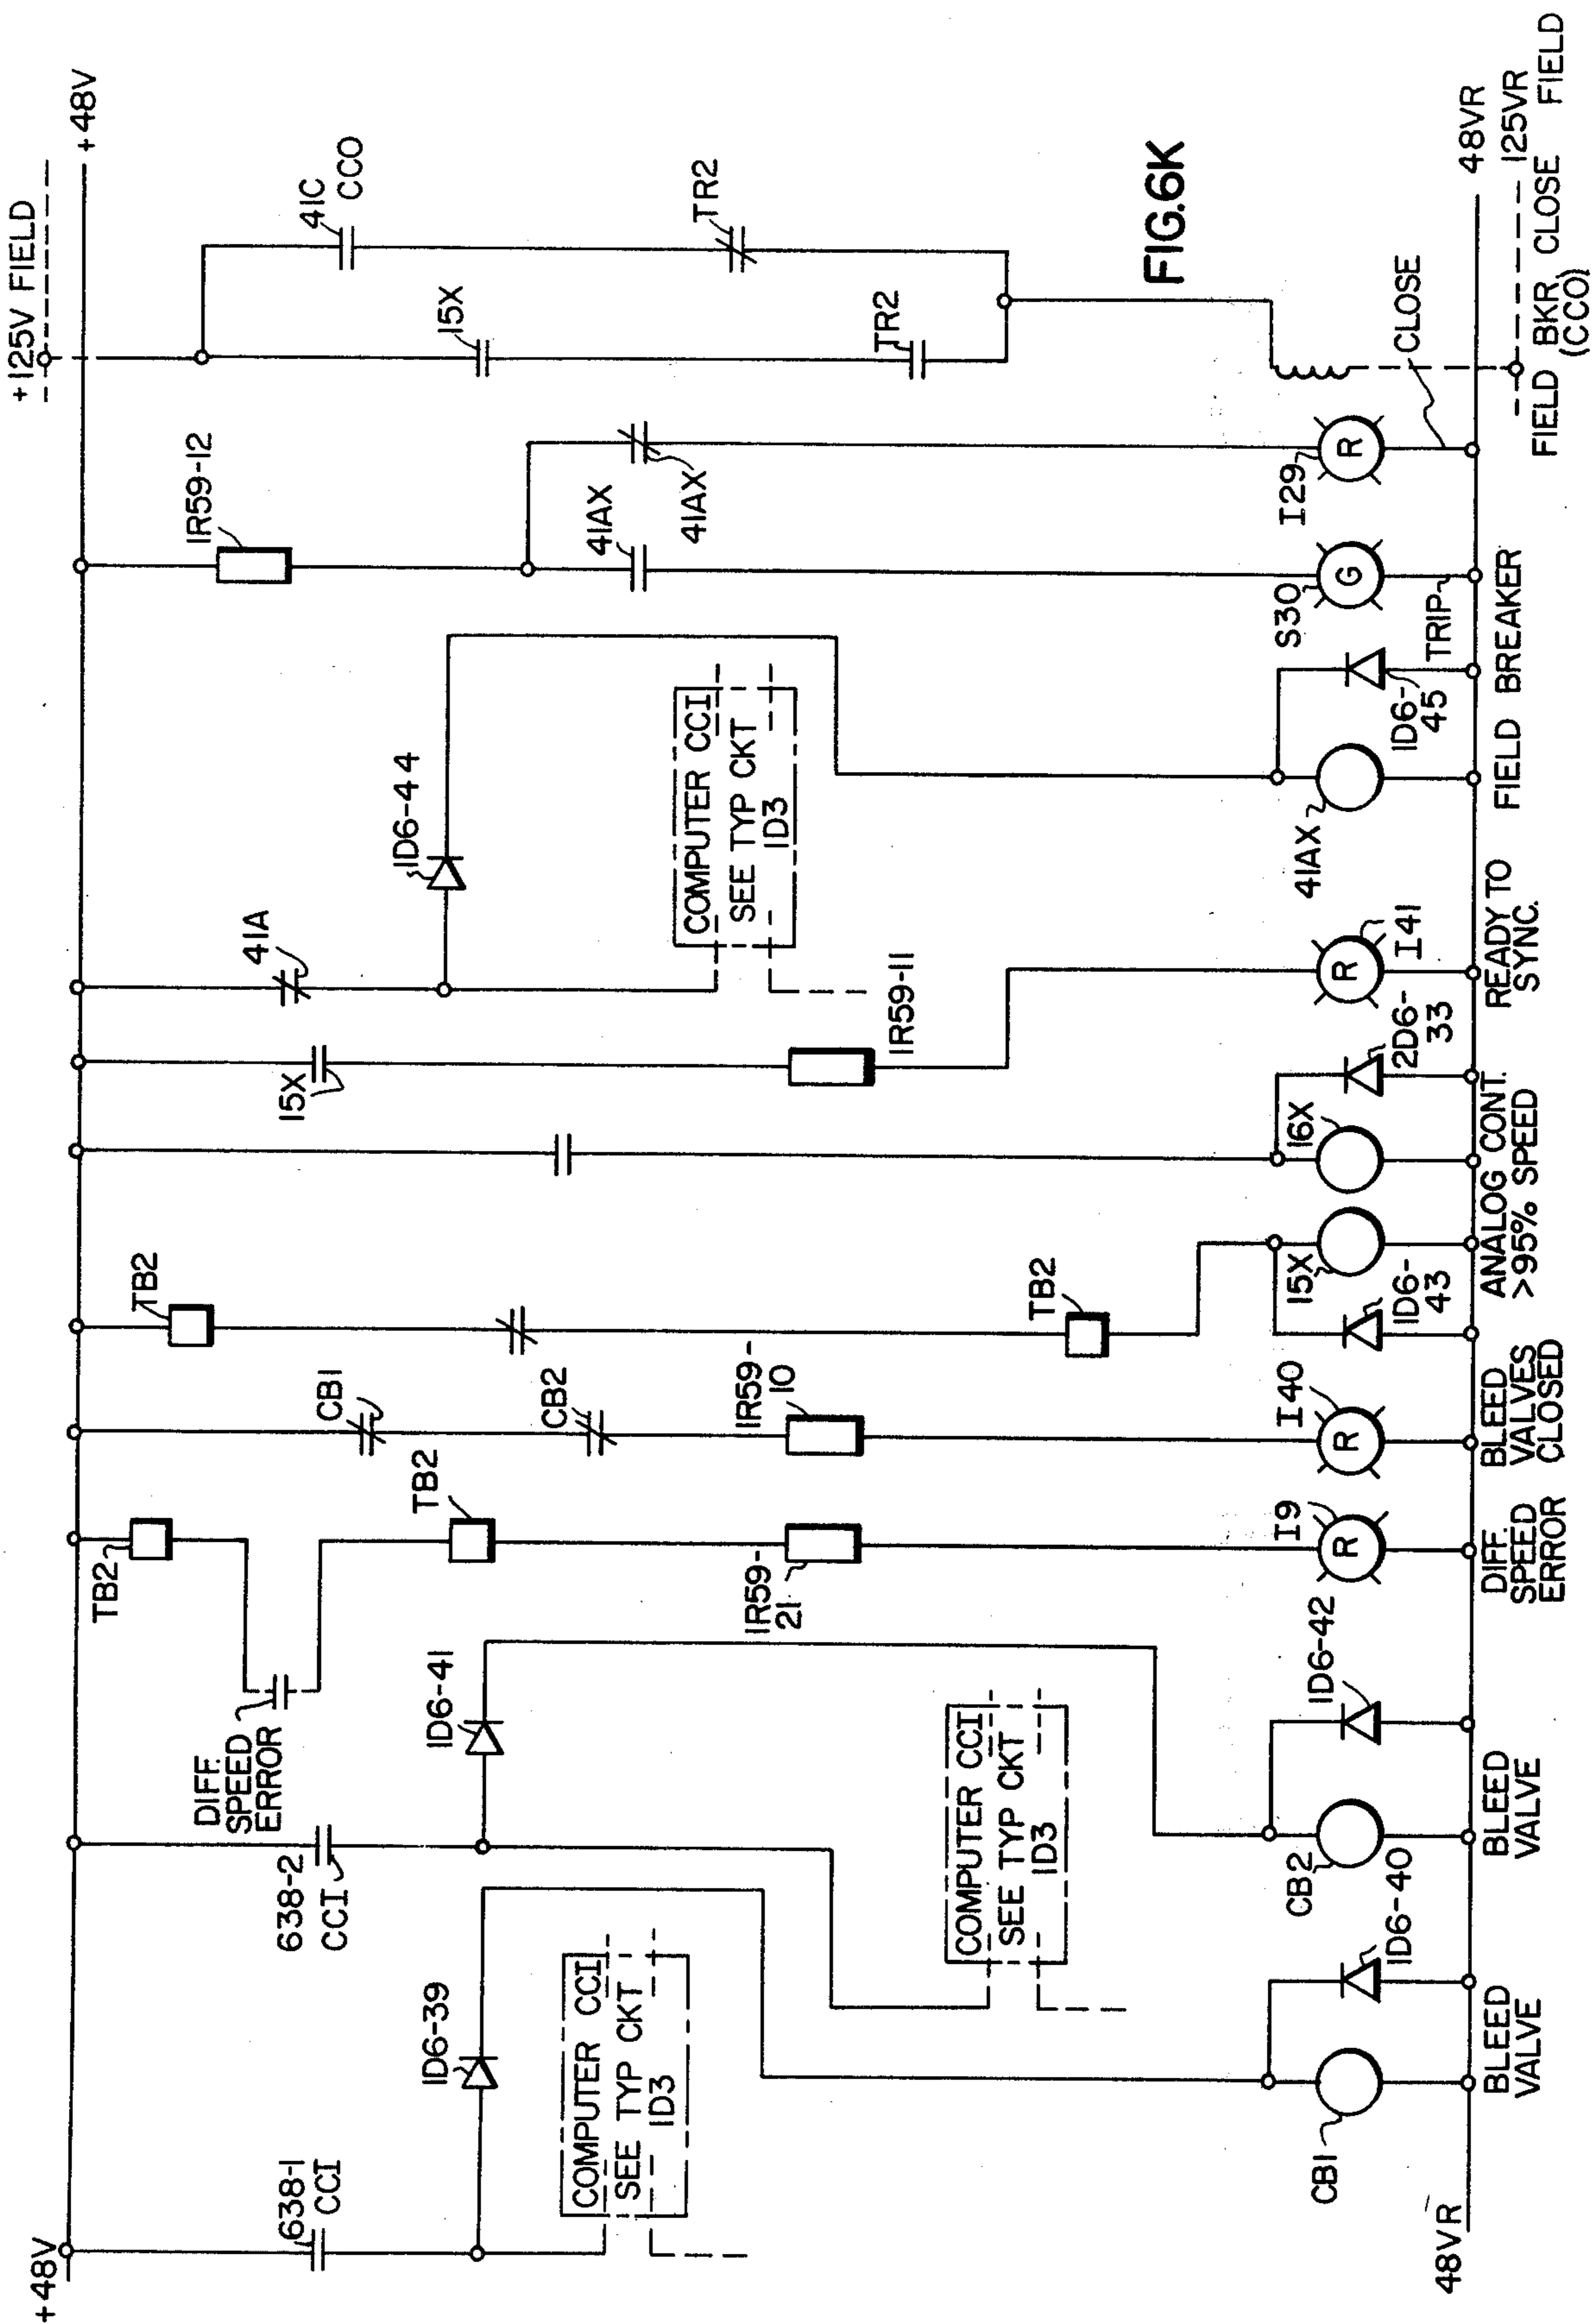 +125V FIELD
+48V
41C
CCO
TR2
15X
TR2
FIG.6K
48VR
125VR
FIELD BKR CLOSE FIELD
(CCO)
CLOSE
1R59-12
41AX
41AX
I29
R
S30
G
TRIP
FIELD BREAKER
1D6-
45
41AX
1D6-44
COMPUTER CCI
SEE TYP CKT
1D3
41A
1R59-11
R
I41
READY TO
SYNC.
15X
2D6-
33
16X
ANALOG CONT.
>95% SPEED
TB2
TB2
15X
1D6-
43
CB1
CB2
1R59-
10
I40
R
BLEED
VALVES
CLOSED
TB2
TB2
1R59-
21
I9
R
DIFF.
SPEED
ERROR
DIFF.
SPEED
ERROR
1D6-41
1D6-42
638-2
CCI
COMPUTER CCI
SEE TYP CKT
1D3
CB2
BLEED
VALVE
1D6-39
1D6-40
COMPUTER CCI
SEE TYP CKT
1D3
638-1
CCI
CB1
BLEED
VALVE
+48V
48VR